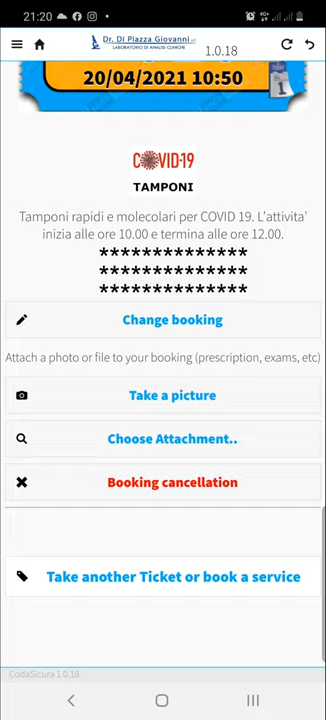 21:20
4G+
Dr. Di Piazza Giovanni
LABORATORIO DI ANALISI CLINICHE
1.0.18
20/04/2021 10:50
1
COVID-19
TAMPONI
Tamponi rapidi e molecolari per COVID 19. L'attivita'
inizia alle ore 10.00 e termina alle ore 12.00.
**************
**************
**************
Change booking
Attach a photo or file to your booking (prescription, exams, etc)
Take a picture
Choose Attachment..
Booking cancellation
Take another Ticket or book a service
CodaSicura 1.0.18